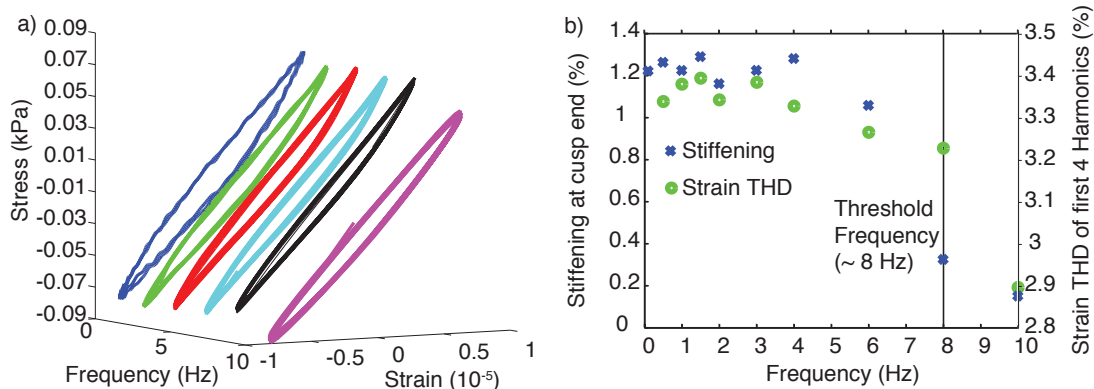 a)
Stress (kPa)
0.09
0.07
0.05
0.03
0.01
-0.01
-0.03
-0.05
-0.07
-0.09
0
5
10
Frequency (Hz)
-1
-0.5
0
0.5
1
Strain (10-5)
b)
Stiffening at cusp end (%)
1.4
1.2
1
0.8
0.6
0.4
0.2
0
Stiffening
Strain THD
Threshold
Frequency
(~ 8 Hz)
3.5
3.4
3.3
3.2
3.1
3
2.9
2.8
Strain THD of first 4 Harmonics (%)
0 1 2 3 4 5 6 7 8 9 10
Frequency (Hz)